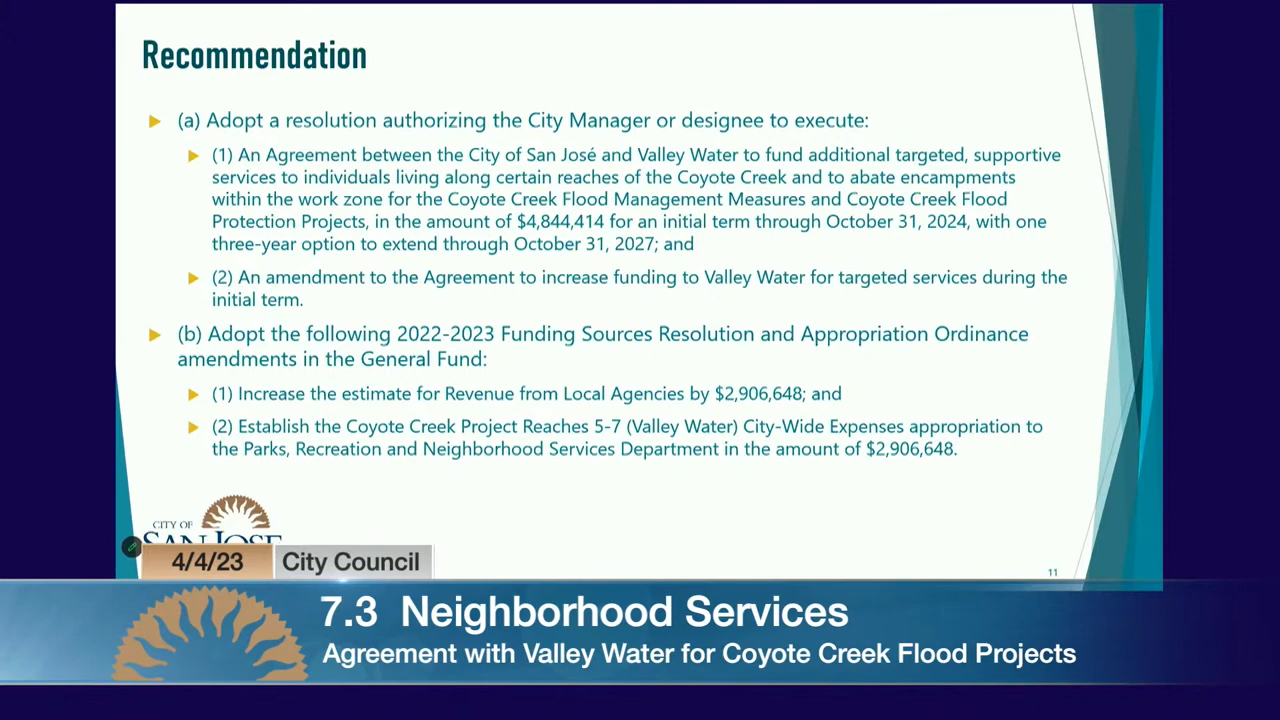 Recommendation
(a) Adopt a resolution authorizing the City Manager or designee to execute:
(1) An Agreement between the City of San José and Valley Water to fund additional targeted, supportive
services to individuals living along certain reaches of the Coyote Creek and to abate encampments
within the work zone for the Coyote Creek Flood Management Measures and Coyote Creek Flood
Protection Projects, in the amount of $4,844,414 for an initial term through October 31, 2024, with one
three-year option to extend through October 31, 2027; and
(2) An amendment to the Agreement to increase funding to Valley Water for targeted services during the
initial term.
(b) Adopt the following 2022-2023 Funding Sources Resolution and Appropriation Ordinance
amendments in the General Fund:
(1) Increase the estimate for Revenue from Local Agencies by $2,906,648; and
(2) Establish the Coyote Creek Project Reaches 5-7 (Valley Water) City-Wide Expenses appropriation to
the Parks, Recreation and Neighborhood Services Department in the amount of $2,906,648.
CITY OF
SAN JOSE
11
4/4/23 City Council
7.3 Neighborhood Services
Agreement with Valley Water for Coyote Creek Flood Projects